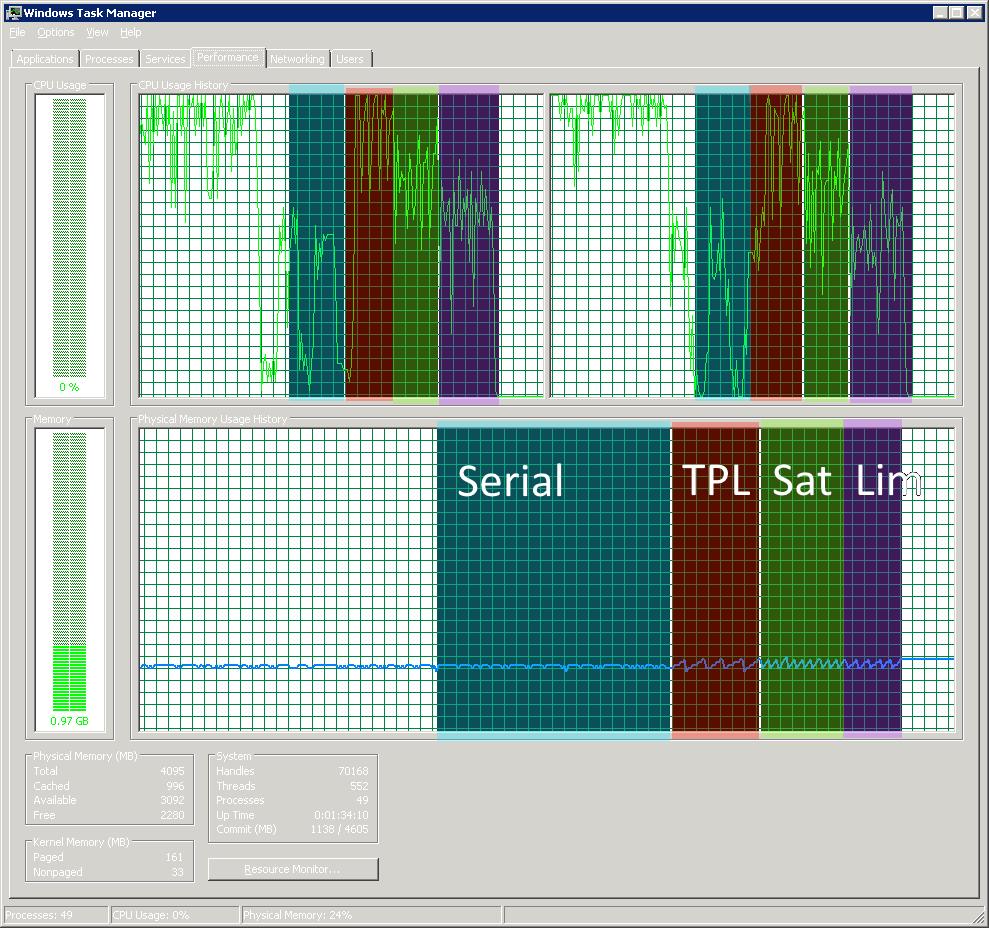 Windows Task Manager
File Options View Help
Applications Processes Services Performance Networking Users
CPU Usage CPU Usage History
0 %
Memory Physical Memory Usage History
Serial TPL Sat Lim
0.97 GB
Physical Memory (MB)
Total 4095
Cached 996
Available 3092
Free 2280
Kernel Memory (MB)
Paged 161
Nonpaged 33
System
Handles 70168
Threads 552
Processes 49
Up Time 0:01:34:10
Commit (MB) 1138 / 4605
Resource Monitor...
Processes: 49 CPU Usage: 0% Physical Memory: 24%